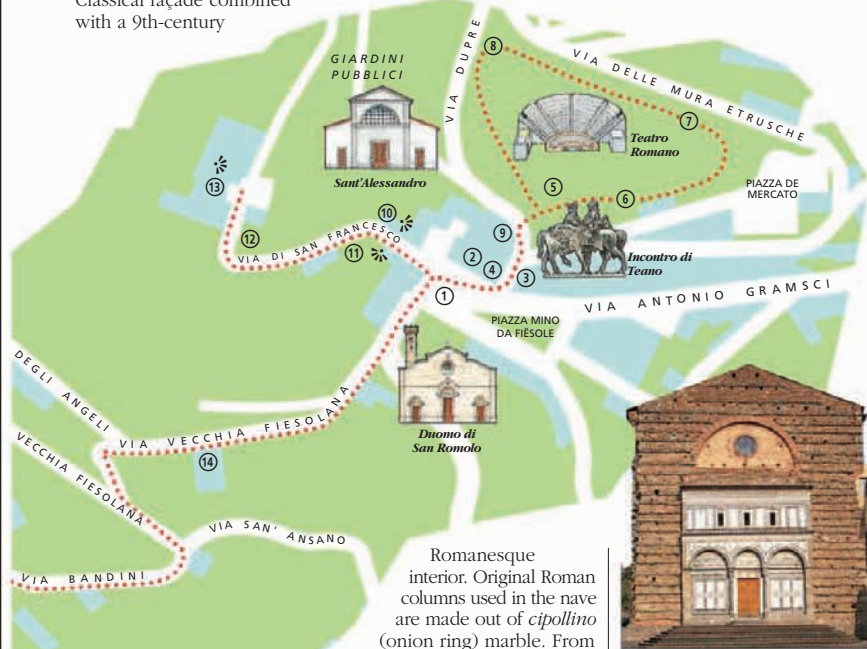 Classical façade combined
with a 9th-century
GIARDINI
PUBBLICI
VIA DUPRE
8
VIA DELLE MURA ETRUSCHE
7
Teatro
Romano
Sant'Alessandro
13
5
6
PIAZZA DE
MERCATO
10
12
VIA DI SAN FRANCESCO
11
9
2
4
3
Incontro di
Teano
1
VIA ANTONIO GRAMSCI
PIAZZA MINO
DA FIÉSOLE
DEGLI ANGELI
VIA VECCHIA FIESOLANA
Duomo di
San Romolo
14
VECCHIA FIESOLANA
VIA SAN' ANSANO
VIA BANDINI
Romanesque
interior. Original Roman
columns used in the nave
are made out of cipollino
(onion ring) marble. From